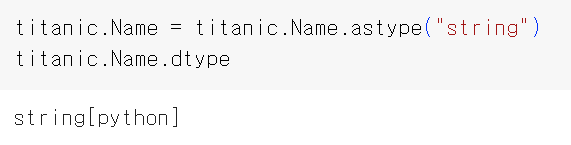 titanic.Name = titanic.Name.astype("string")
titanic.Name.dtype
string[python]